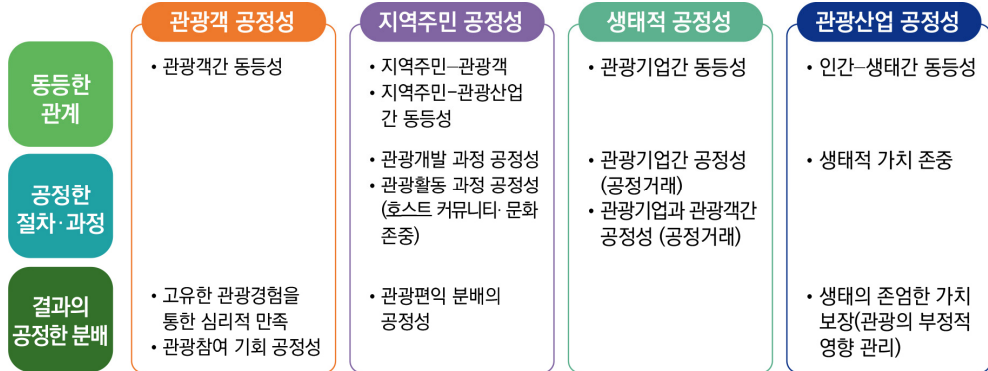 관광객 공정성
지역주민 공정성
생태적 공정성
관광산업 공정성
동등한
관계
• 관광객간 동등성
• 지역주민–관광객
• 지역주민-관광산업
간 동등성
• 관광기업간 동등성
• 인간–생태간 동등성
공정한
절차·과정
• 관광개발 과정 공정성
• 관광활동 과정 공정성
(호스트 커뮤니티· 문화
존중)
• 관광기업간 공정성
(공정거래)
• 관광기업과 관광객간
공정성 (공정거래)
• 생태적 가치 존중
결과의
공정한 분배
• 고유한 관광경험을
통한 심리적 만족
• 관광참여 기회 공정성
• 관광편익 분배의
공정성
• 생태의 존엄한 가치
보장(관광의 부정적
영향 관리)